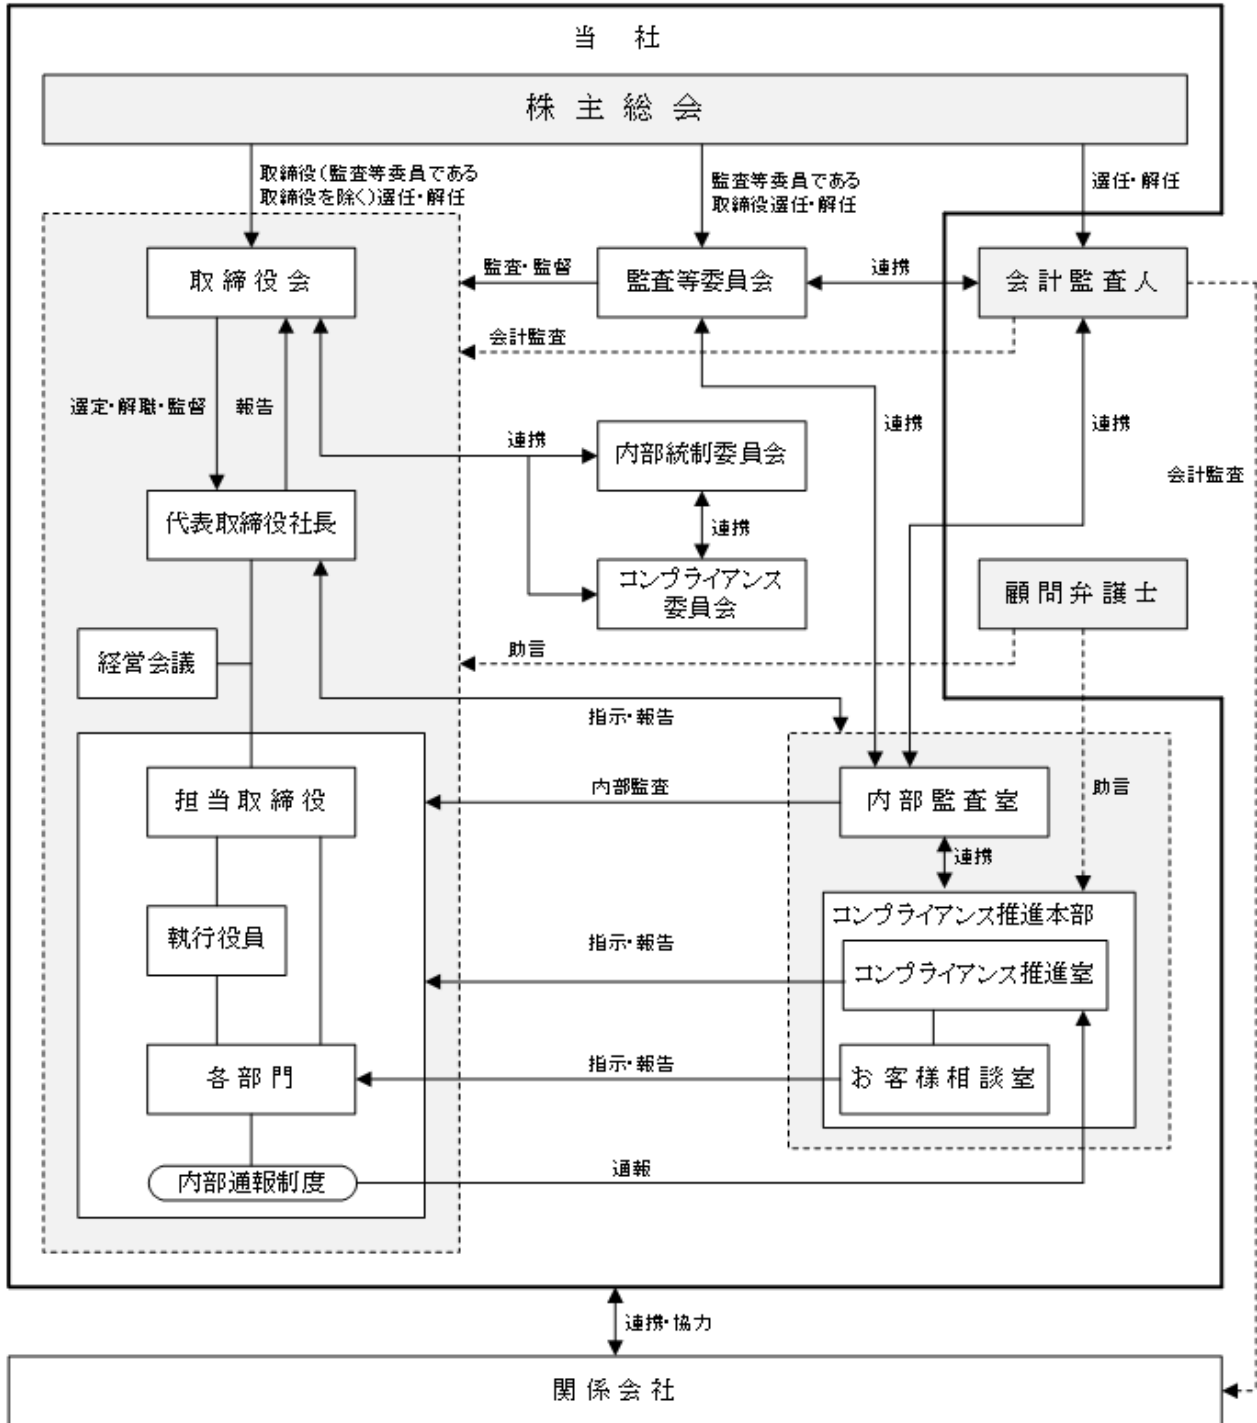 当社
株主総会
取締役(監査等委員である
取締役を除く)選任・解任
監査等委員である
取締役選任・解任
選任・解任
取締役会
監査・監督
監査等委員会
連携
会計監査人
会計監査
選定・解職・監督
報告
連携
内部統制委員会
連携
連携
会計監査
代表取締役社長
連携
コンプライアンス
委員会
顧問弁護士
助言
経営会議
指示・報告
担当取締役
内部監査
内部監査室
助言
連携
コンプライアンス推進本部
執行役員
指示・報告
コンプライアンス推進室
各部門
指示・報告
お客様相談室
内部通報制度
通報
連携・協力
関係会社